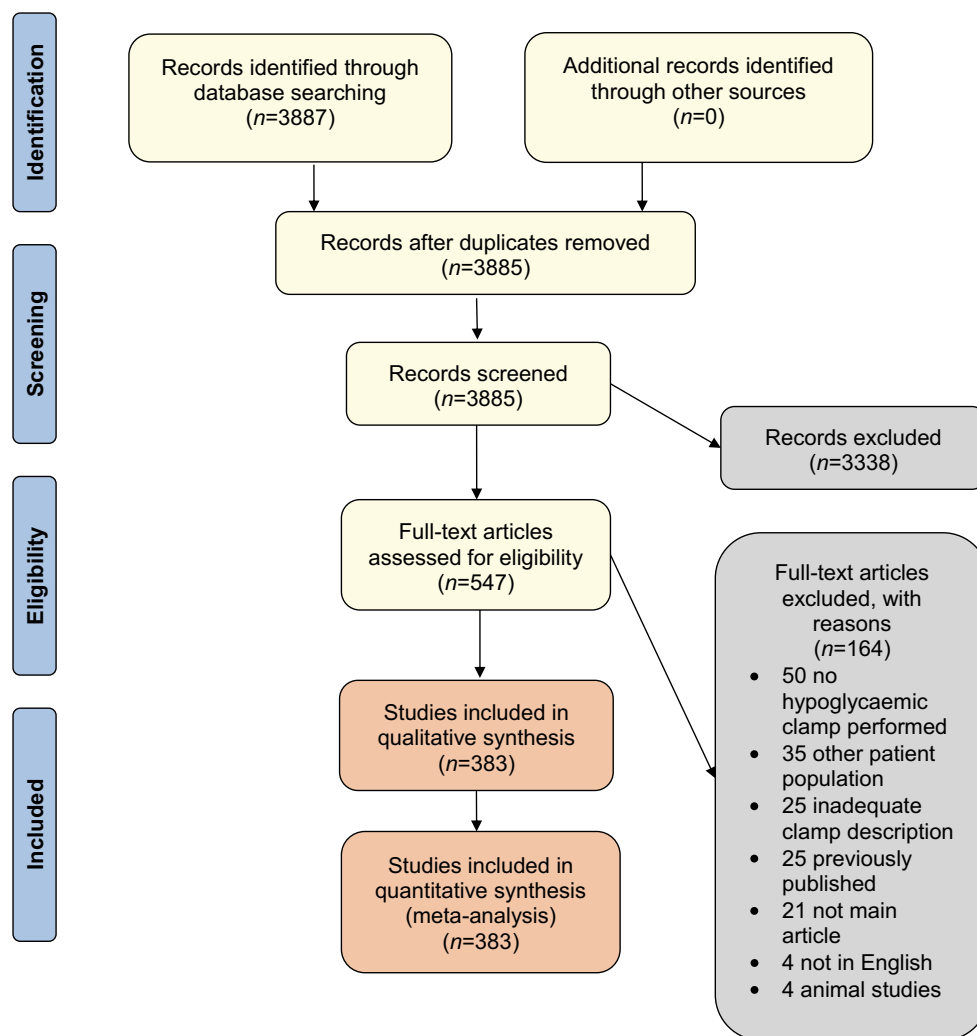 Identification
Records identified through
database searching
(n=3887)
Additional records identified
through other sources
(n=0)
Screening
Records after duplicates removed
(n=3885)
Records screened
(n=3885)
Records excluded
(n=3338)
Eligibility
Full-text articles
assessed for eligibility
(n=547)
Full-text articles
excluded, with
reasons
(n=164)
• 50 no
hypoglycaemic
clamp performed
• 35 other patient
population
• 25 inadequate
clamp description
• 25 previously
published
• 21 not main
article
• 4 not in English
• 4 animal studies
Included
Studies included in
qualitative synthesis
(n=383)
Studies included in
quantitative synthesis
(meta-analysis)
(n=383)